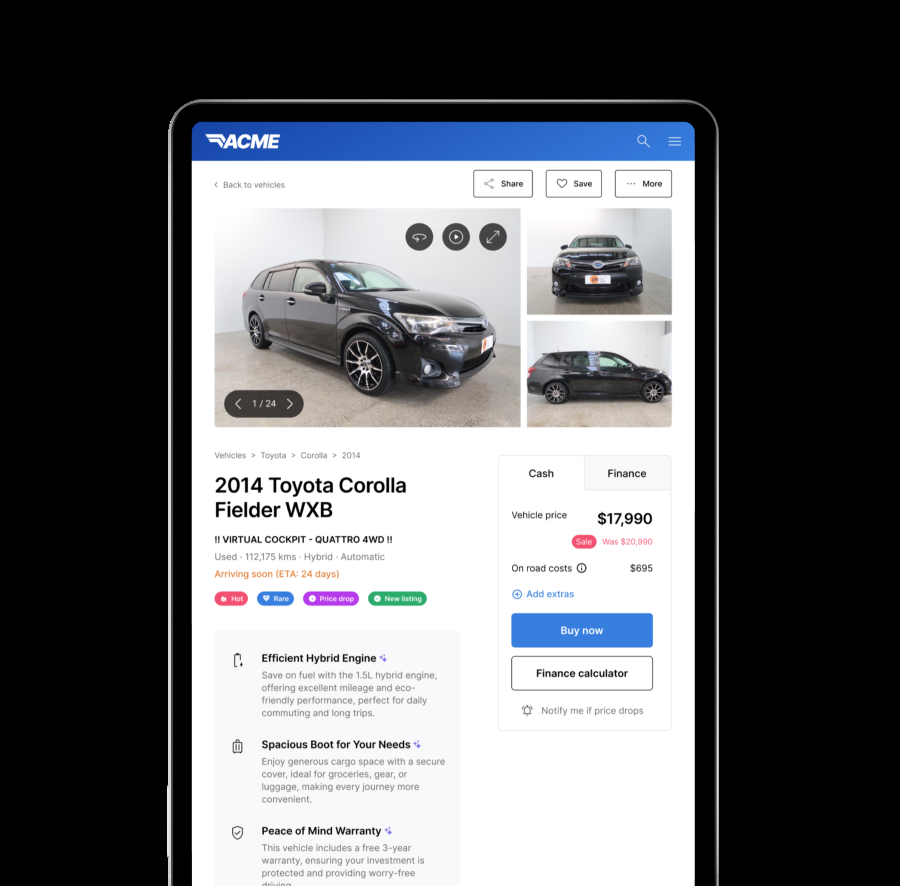 ACME
Back to vehicles
Share
Save
More
1 / 24
Vehicles > Toyota > Corolla > 2014
2014 Toyota Corolla
Fielder WXB
!! VIRTUAL COCKPIT - QUATTRO 4WD !!
Used · 112,175 kms · Hybrid · Automatic
Arriving soon (ETA: 24 days)
Hot
Rare
Price drop
New listing
Efficient Hybrid Engine
Save on fuel with the 1.5L hybrid engine,
offering excellent mileage and eco-
friendly performance, perfect for daily
commuting and long trips.
Spacious Boot for Your Needs
Enjoy generous cargo space with a secure
cover, ideal for groceries, gear, or
luggage, making every journey more
convenient.
Peace of Mind Warranty
This vehicle includes a free 3-year
warranty, ensuring your investment is
protected and providing worry-free
driving.
Cash
Finance
Vehicle price
$17,990
Sale
Was $20,990
On road costs
$695
Add extras
Buy now
Finance calculator
Notify me if price drops